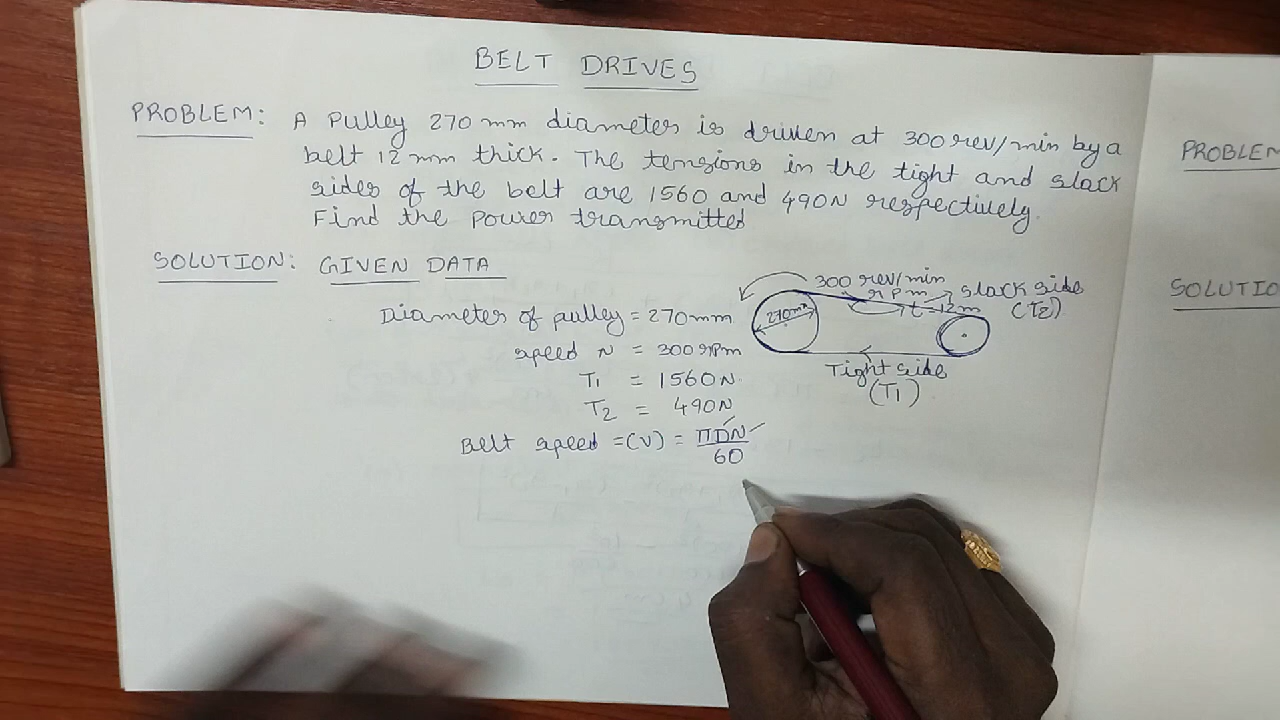 BELT DRIVES
PROBLEM: A Pulley 270 mm diameter is driven at 300 rev/min by a
belt 12 mm thick. The tensions in the tight and slack
sides of the belt are 1560 and 490N respectively.
Find the power transmitted
SOLUTION: GIVEN DATA
Diameter of pulley = 270mm
speed N = 300 rpm
T1 = 1560N
T2 = 490N
Belt speed =(V) = πDN
60
300 rev/min
rpm
slack side
(T2)
270mm
t=12m
Tight side
(T1)
PROBLEM
SOLUTIO